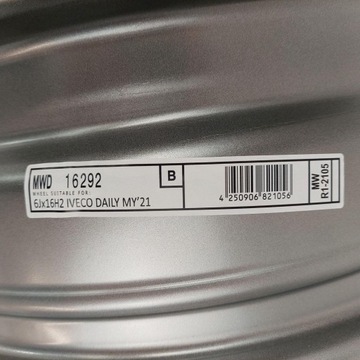 MWD 16292
B
WHEEL SUITABLE FOR:
6Jx16H2 IVECO DAILY MY'21
4 250906 821056
MW
R1-2105